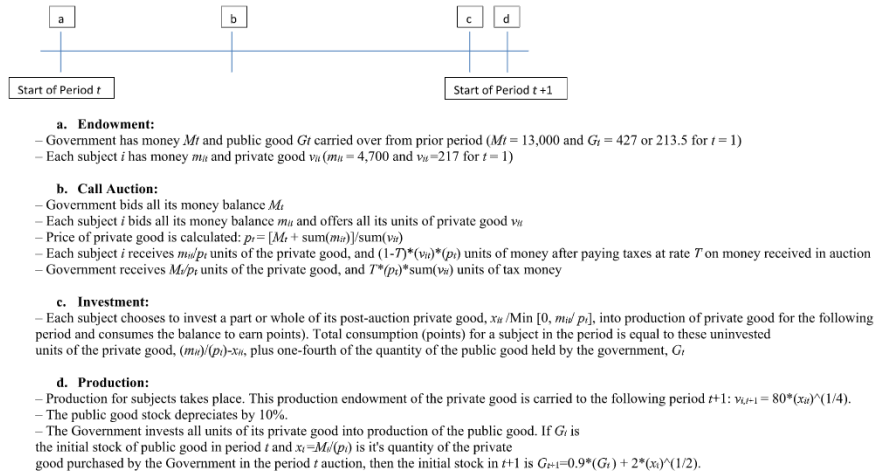 a
b
c
d
Start of Period t
Start of Period t +1
a. Endowment:
– Government has money Mt and public good Gt carried over from prior period (Mt = 13,000 and Gt = 427 or 213.5 for t = 1)
– Each subject i has money mit and private good vit (mit = 4,700 and vit =217 for t = 1)
b. Call Auction:
– Government bids all its money balance Mt
– Each subject i bids all its money balance mit and offers all its units of private good vit
– Price of private good is calculated: pt = [Mt + sum(mit)]/sum(vit)
– Each subject i receives mit/pt units of the private good, and (1-T)*(vit)*(pt) units of money after paying taxes at rate T on money received in auction
– Government receives Mt/pt units of the private good, and T*(pt)*sum(vit) units of tax money
c. Investment:
– Each subject chooses to invest a part or whole of its post-auction private good, xit /Min [0, mit/ pt], into production of private good for the following
period and consumes the balance to earn points). Total consumption (points) for a subject in the period is equal to these uninvested
units of the private good, (mit)/(pt)-xit, plus one-fourth of the quantity of the public good held by the government, Gt
d. Production:
– Production for subjects takes place. This production endowment of the private good is carried to the following period t+1: vi,t+1 = 80*(xit)^(1/4).
– The public good stock depreciates by 10%.
– The Government invests all units of its private good into production of the public good. If Gt is
the initial stock of public good in period t and xt =Mt/(pt) is it's quantity of the private
good purchased by the Government in the period t auction, then the initial stock in t+1 is Gt+1=0.9*(Gt ) + 2*(xt)^(1/2).